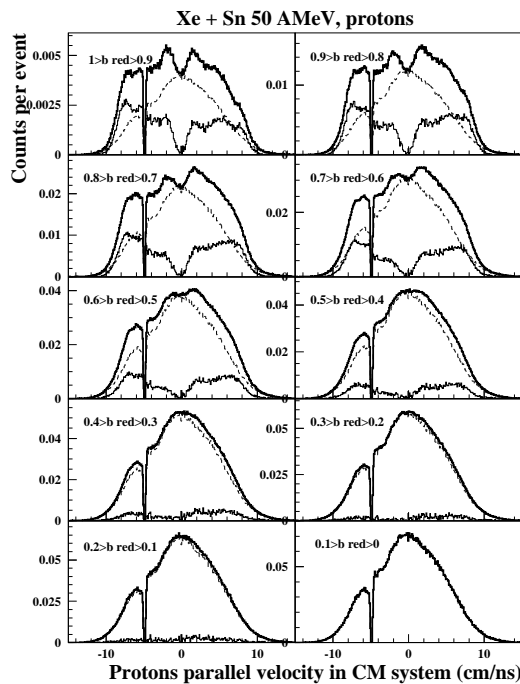 Xe + Sn 50 AMeV, protons
Counts per event
0.005
0.0025
0
1>b red>0.9
0.01
0
0.9>b red>0.8
0.02
0.01
0
0.8>b red>0.7
0.02
0
0.7>b red>0.6
0.04
0.02
0
0.6>b red>0.5
0.04
0.02
0
0.5>b red>0.4
0.04
0.02
0
0.4>b red>0.3
0.05
0.025
0
0.3>b red>0.2
0.05
0
0.2>b red>0.1
0.05
0.1>b red>0
-10 0 10 -10 0 10
Protons parallel velocity in CM system (cm/ns)